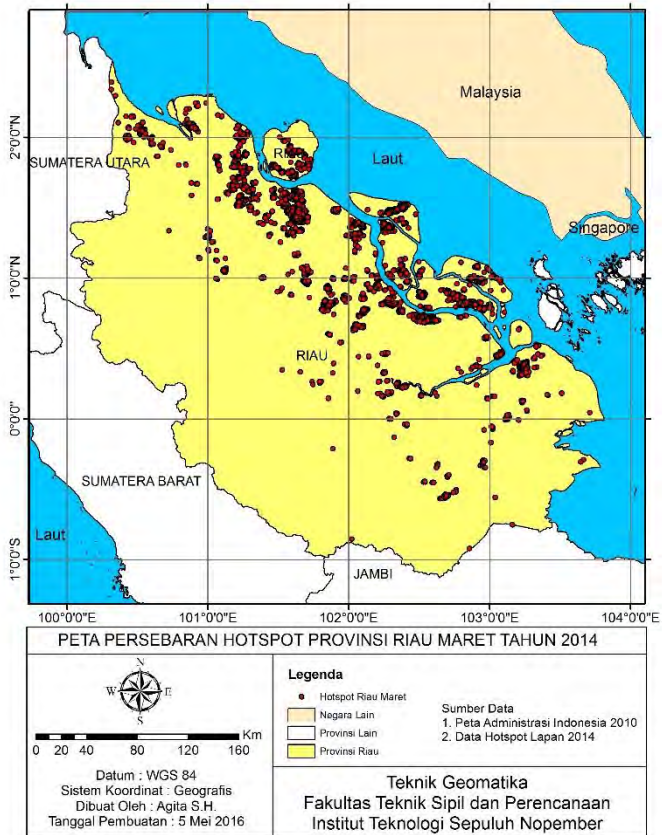 Malaysia
2°0'0"N
SUMATERA UTARA
RIAU
Laut
Singapore
1°0'0"N
RIAU
0°0'0"
SUMATERA BARAT
Laut
1°0'0"S
JAMBI
100°0'0"E 101°0'0"E 102°0'0"E 103°0'0"E 104°0'0"E
PETA PERSEBARAN HOTSPOT PROVINSI RIAU MARET TAHUN 2014
N
W E
S
0 20 40 80 120 160 Km
Datum : WGS 84
Sistem Koordinat : Geografis
Dibuat Oleh : Agita S.H.
Tanggal Pembuatan : 5 Mei 2016
Legenda
Hotspot Riau Maret
Negara Lain
Provinsi Lain
Provinsi Riau
Sumber Data
1. Peta Administrasi Indonesia 2010
2. Data Hotspot Lapan 2014
Teknik Geomatika
Fakultas Teknik Sipil dan Perencanaan
Institut Teknologi Sepuluh Nopember